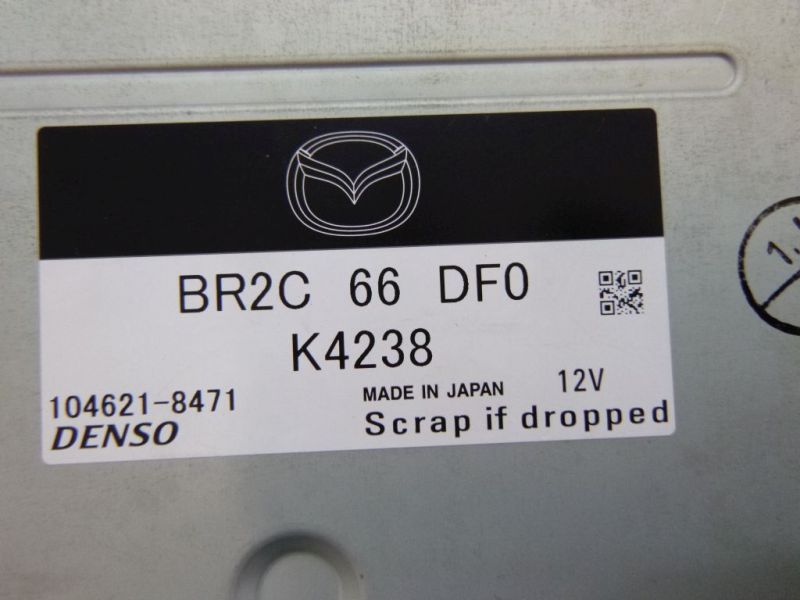 BR2C 66 DF0
K4238
104621-8471
MADE IN JAPAN 12V
DENSO
Scrap if dropped